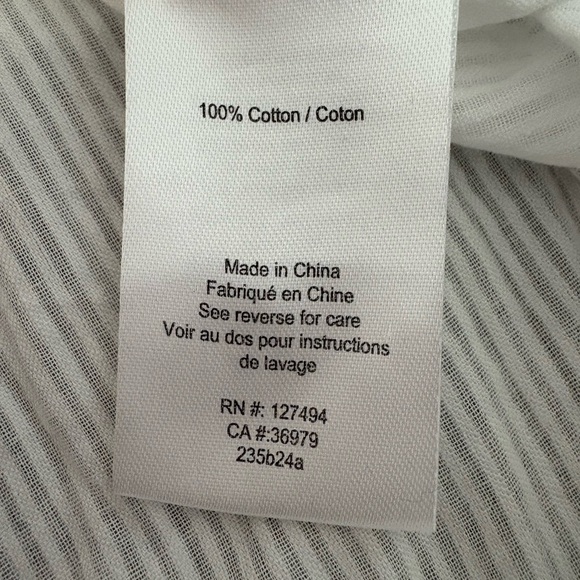 100% Cotton / Coton
Made in China
Fabriqué en Chine
See reverse for care
Voir au dos pour instructions
de lavage
RN #: 127494
CA #:36979
235b24a